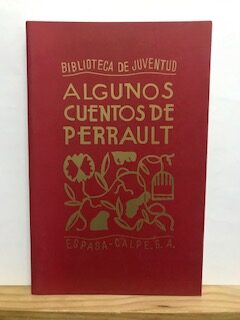 BIBLIOTECA DE JUVENTUD
ALGUNOS
CUENTOS DE
PERRAULT
ESPASA-CALPE, S. A.